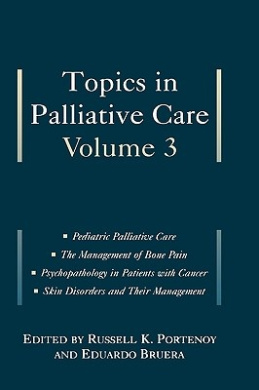 Topics in
Palliative Care
Volume 3
▪ Pediatric Palliative Care
▪ The Management of Bone Pain
▪ Psychopathology in Patients with Cancer
▪ Skin Disorders and Their Management
Edited by Russell K. Portenoy
and Eduardo Bruera